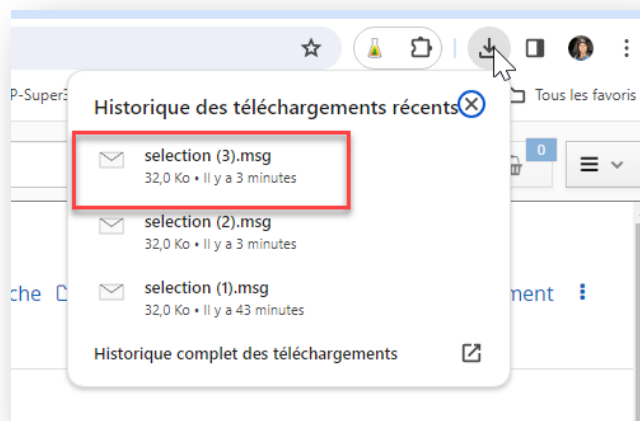 P-Super3
Tous les favoris
Historique des téléchargements récents
0
selection (3).msg
32,0 Ko • Il y a 3 minutes
selection (2).msg
32,0 Ko • Il y a 3 minutes
selection (1).msg
32,0 Ko • Il y a 43 minutes
che
ment
Historique complet des téléchargements